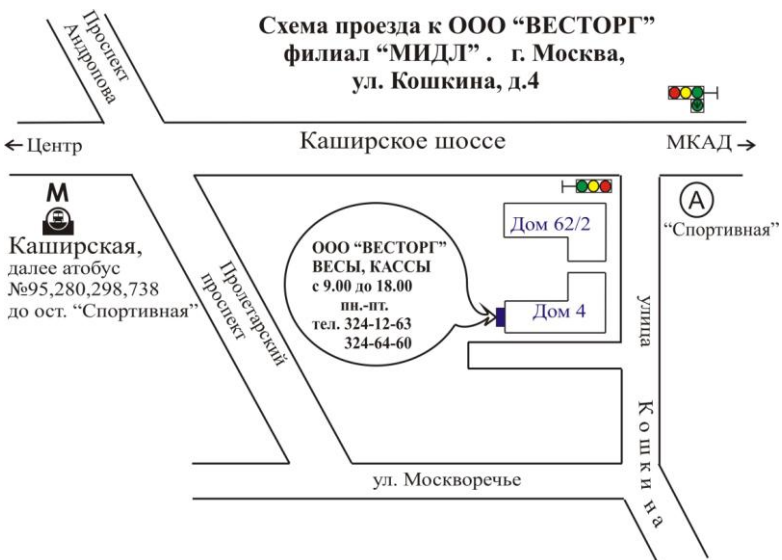 Схема проезда к ООО “ВЕСТОРГ”
филиал “МИДЛ” . г. Москва,
ул. Кошкина, д.4
Проспект
Андропова
←Центр
Каширское шоссе
МКАД→
М
Каширская,
далее атобус
№95,280,298,738
до ост. “Спортивная”
Пролетарский
проспект
ООО “ВЕСТОРГ”
ВЕСЫ, КАССЫ
с 9.00 до 18.00
пн.-пт.
тел. 324-12-63
324-64-60
Дом 62/2
Дом 4
А
“Спортивная”
улица
Кошкина
ул. Москворечье